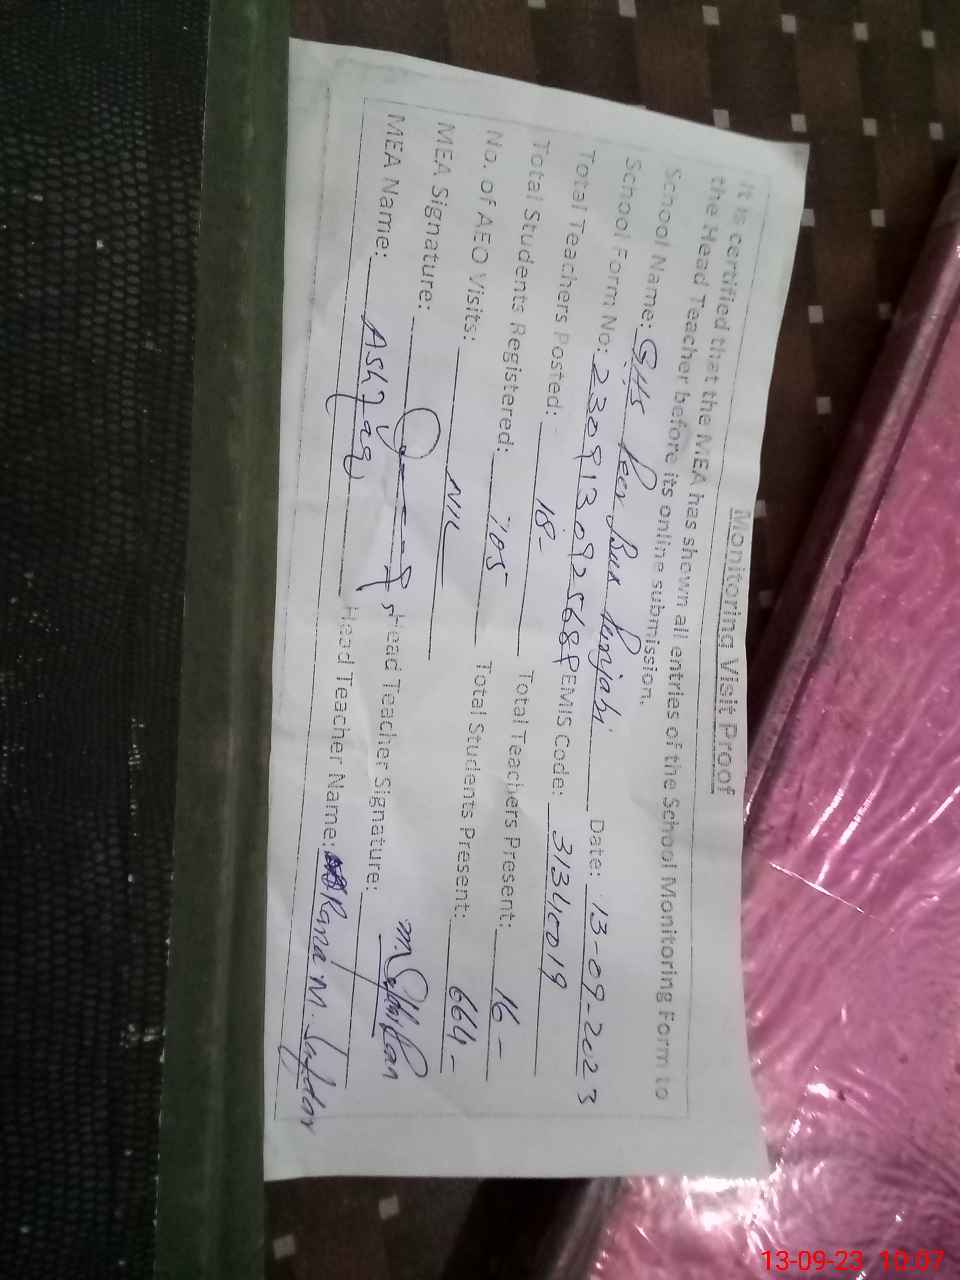 Monitoring Visit Proof
It is certified that the MEA has shown all entries of the School Monitoring Form to
the Head Teacher before its online submission.
School Name: GHS Peer Bux Punjabi Date: 13-09-2023
School Form No: EMIS Code: 31340019
Total Teachers Posted: 18- Total Teachers Present: 16-
Total Students Registered: 705 Total Students Present: 664-
No. of AEO Visits: NIL
MEA Signature: Head Teacher Signature:
MEA Name: Ashfaq Head Teacher Name: Rana M. Safdar
13-09-23 10:07